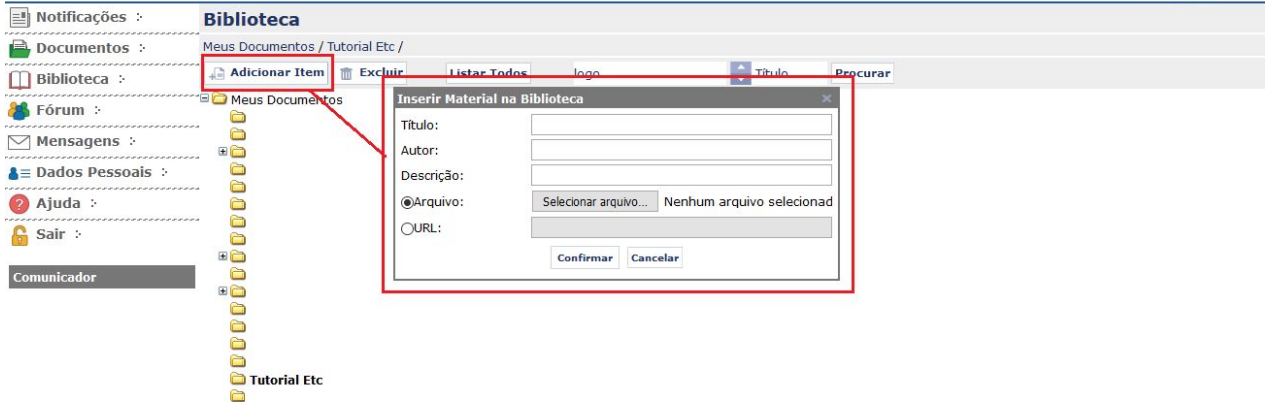 Notificações
Documentos
Biblioteca
Fórum
Mensagens
Dados Pessoais
Ajuda
Sair
Comunicador
Biblioteca
Meus Documentos / Tutorial Etc /
Adicionar Item Excluir Listar Todos logo Título Procurar
Meus Documentos
Tutorial Etc
Inserir Material na Biblioteca
Título:
Autor:
Descrição:
Arquivo: Selecionar arquivo... Nenhum arquivo selecionad
URL:
Confirmar Cancelar